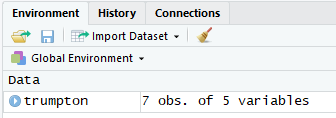 Environment History Connections
Import Dataset
Global Environment
Data
trumpton 7 obs. of 5 variables